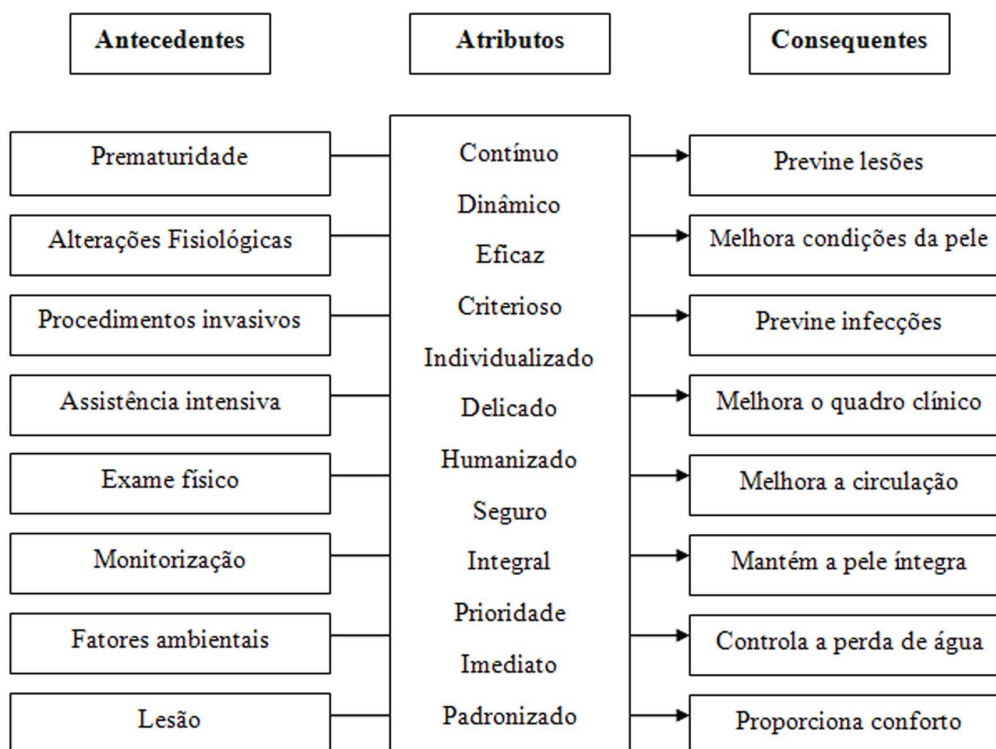 Antecedentes
Atributos
Consequentes
Prematuridade
Alterações Fisiológicas
Procedimentos invasivos
Assistência intensiva
Exame físico
Monitorização
Fatores ambientais
Lesão
Contínuo
Dinâmico
Eficaz
Criterioso
Individualizado
Delicado
Humanizado
Seguro
Integral
Prioridade
Imediato
Padronizado
Previne lesões
Melhora condições da pele
Previne infecções
Melhora o quadro clínico
Melhora a circulação
Mantém a pele íntegra
Controla a perda de água
Proporciona conforto